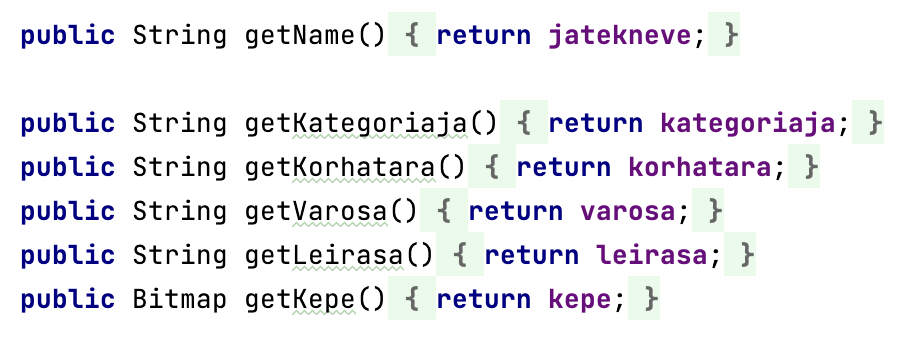 public String getName() { return jatekneve; }
public String getKategoriaja() { return kategoriaja; }
public String getKorhatara() { return korhatara; }
public String getVarosa() { return varosa; }
public String getLeirasa() { return leirasa; }
public Bitmap getKepe() { return kepe; }